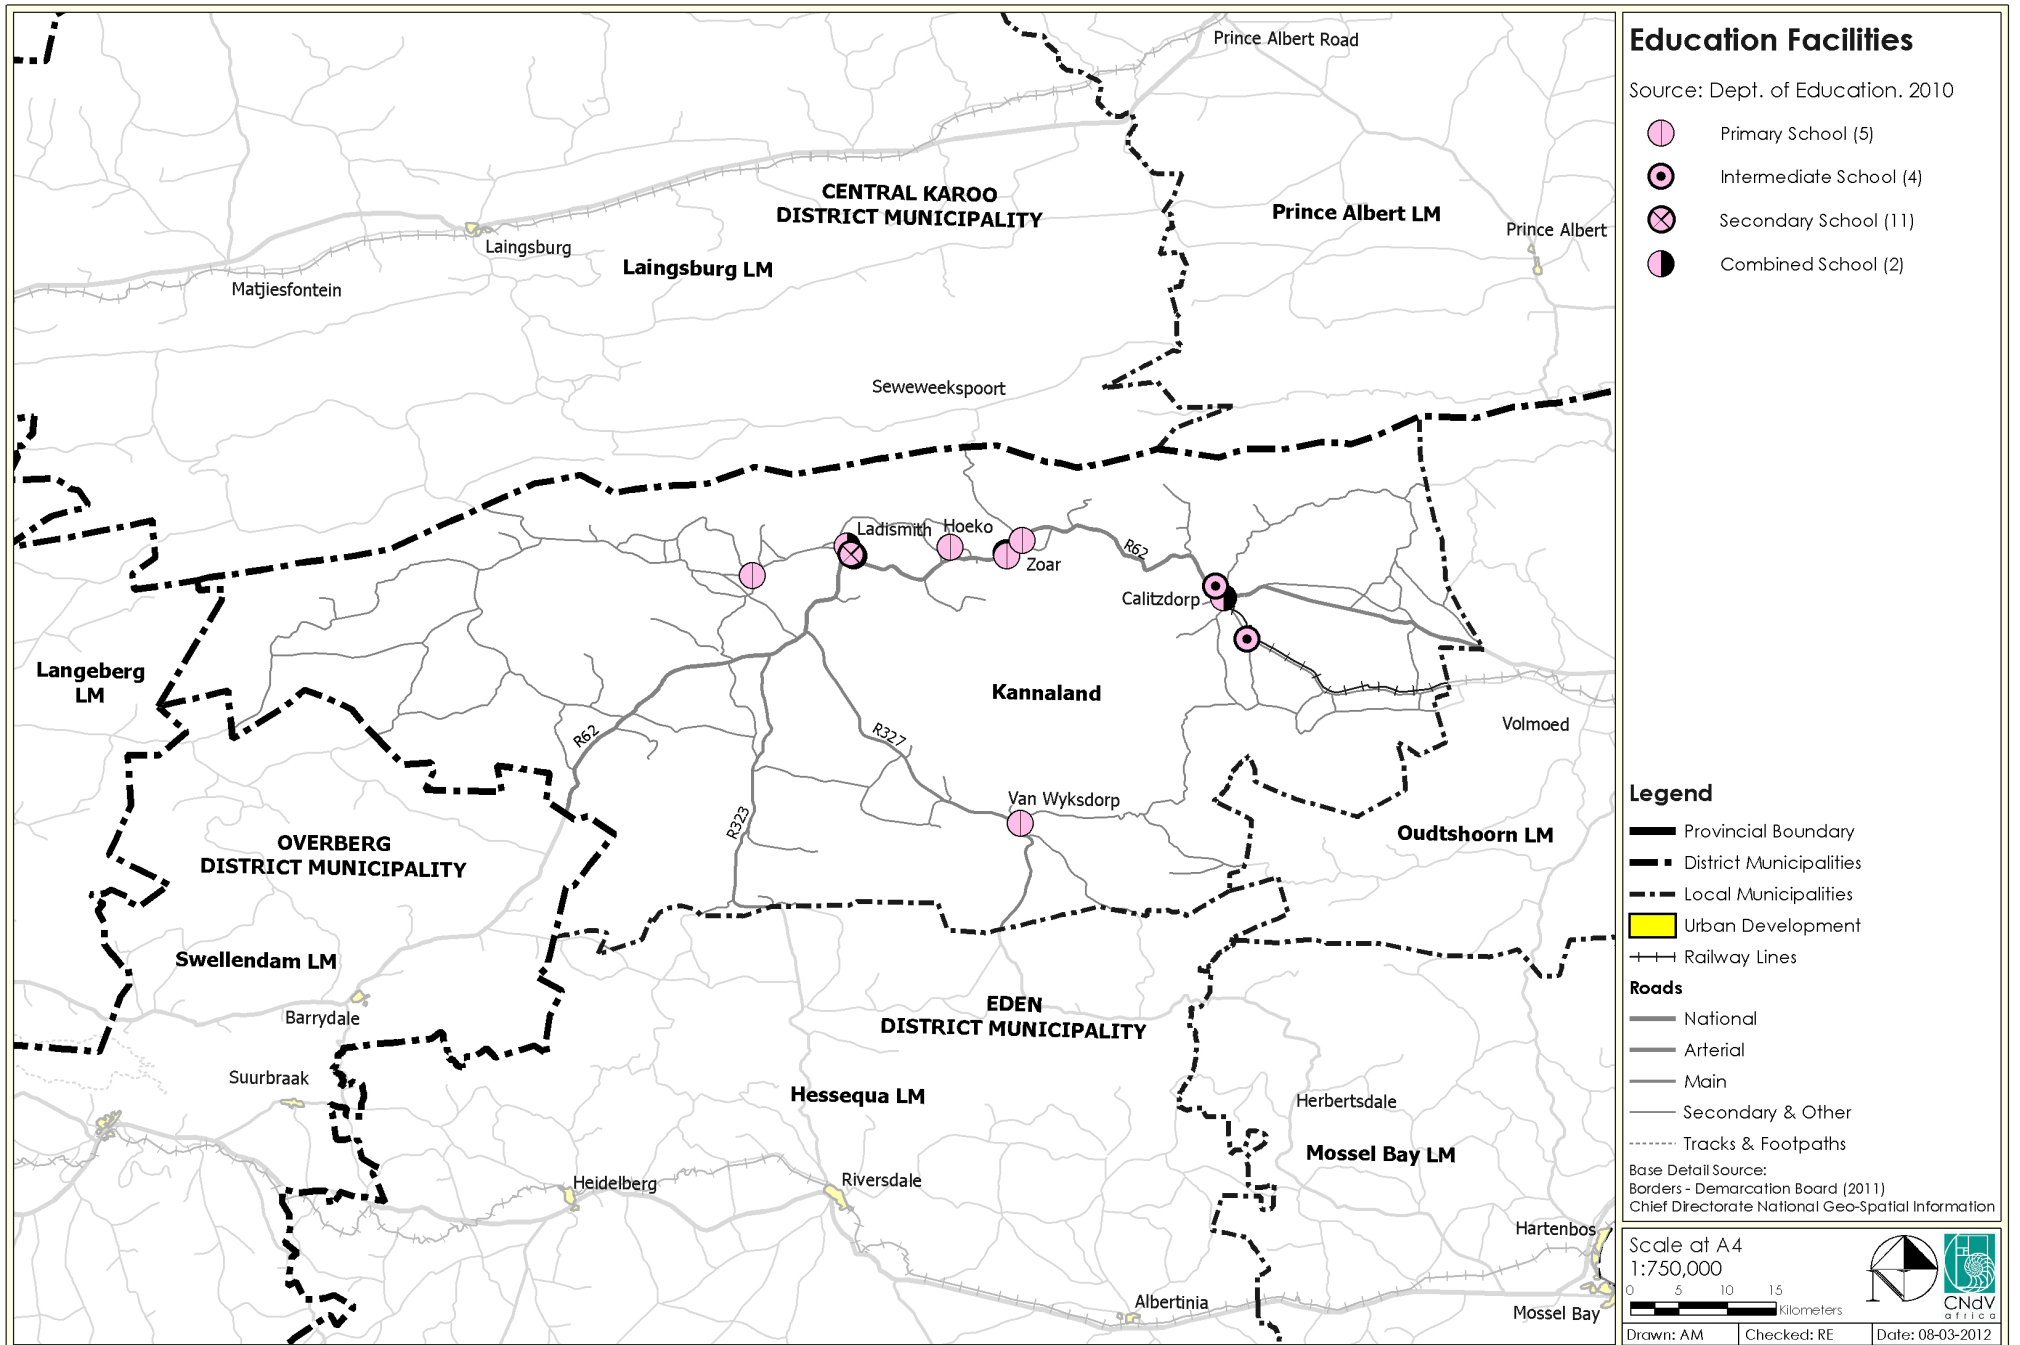 Prince Albert Road
CENTRAL KAROO
DISTRICT MUNICIPALITY
Prince Albert LM
Prince Albert
Laingsburg
Laingsburg LM
Matjiesfontein
Seweweekspoort
Ladismith
Hoeko
Zoar
R62
Calitzdorp
Langeberg
LM
Kannaland
R62
R327
Volmoed
Van Wyksdorp
R323
OVERBERG
DISTRICT MUNICIPALITY
Oudtshoorn LM
Swellendam LM
EDEN
DISTRICT MUNICIPALITY
Barrydale
Suurbraak
Hessequa LM
Herbertsdale
Mossel Bay LM
Heidelberg
Riversdale
Hartenbos
Albertinia
Mossel Bay
Education Facilities
Source: Dept. of Education. 2010
Primary School (5)
Intermediate School (4)
Secondary School (11)
Combined School (2)
Legend
Provincial Boundary
District Municipalities
Local Municipalities
Urban Development
Railway Lines
Roads
National
Arterial
Main
Secondary & Other
Tracks & Footpaths
Base Detail Source:
Borders - Demarcation Board (2011)
Chief Directorate National Geo-Spatial Information
Scale at A4
1:750,000
0 5 10 15
Kilometers
CNdV
africa
Drawn: AM
Checked: RE
Date: 08-03-2012